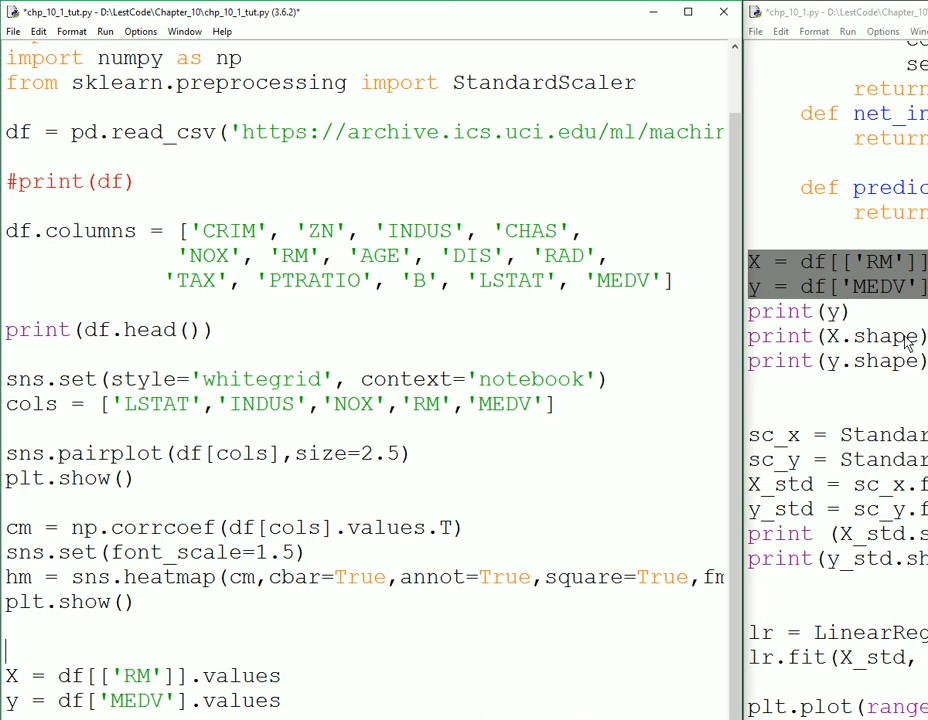 *chp_10_1_tut.py - D:\LestCode\Chapter_10\chp_10_1_tut.py (3.6.2)*
File Edit Format Run Options Window Help
import numpy as np
from sklearn.preprocessing import StandardScaler
df = pd.read_csv('https://archive.ics.uci.edu/ml/machin
#print(df)
df.columns = ['CRIM', 'ZN', 'INDUS', 'CHAS',
'NOX', 'RM', 'AGE', 'DIS', 'RAD',
'TAX', 'PTRATIO', 'B', 'LSTAT', 'MEDV']
print(df.head())
sns.set(style='whitegrid', context='notebook')
cols = ['LSTAT','INDUS','NOX','RM','MEDV']
sns.pairplot(df[cols],size=2.5)
plt.show()
cm = np.corrcoef(df[cols].values.T)
sns.set(font_scale=1.5)
hm = sns.heatmap(cm,cbar=True,annot=True,square=True,fm
plt.show()
X = df[['RM']].values
y = df['MEDV'].values
*chp_10_1.py - D:\LestCode\Chapter_10
File Edit Format Run Options
se
return
def net_in
return
def predic
return
X = df[['RM']]
y = df['MEDV']
print(y)
print(X.shape)
print(y.shape)
sc_x = Standar
sc_y = Standar
X_std = sc_x.f
y_std = sc_y.f
print (X_std.s
print(y_std.sh
lr = LinearReg
lr.fit(X_std,
plt.plot(range